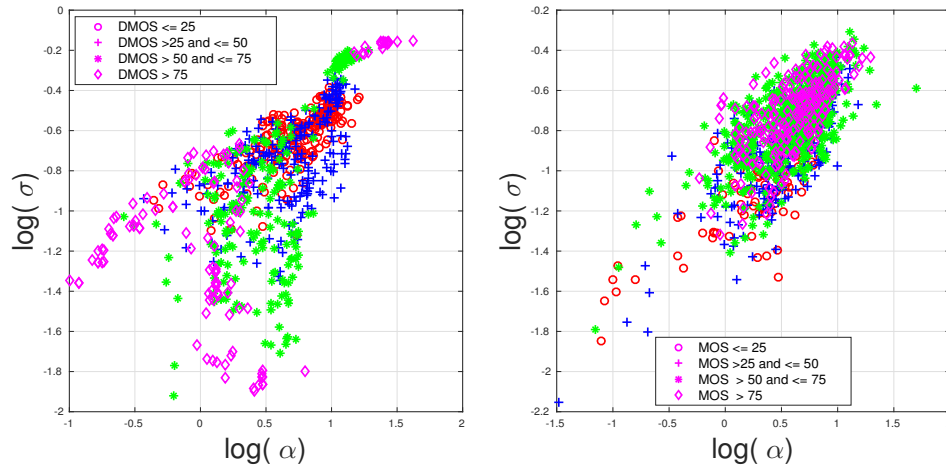 DMOS <= 25
DMOS >25 and <= 50
DMOS > 50 and <= 75
DMOS > 75
0
-0.2
-0.4
-0.6
-0.8
-1
-1.2
-1.4
-1.6
-1.8
-2
log( σ)
-1 -0.5 0 0.5 1 1.5 2
log( α)
-0.2
-0.4
-0.6
-0.8
-1
-1.2
-1.4
-1.6
-1.8
-2
-2.2
log( σ)
MOS <= 25
MOS >25 and <= 50
MOS > 50 and <= 75
MOS > 75
-1.5 -1 -0.5 0 0.5 1 1.5 2
log( α)